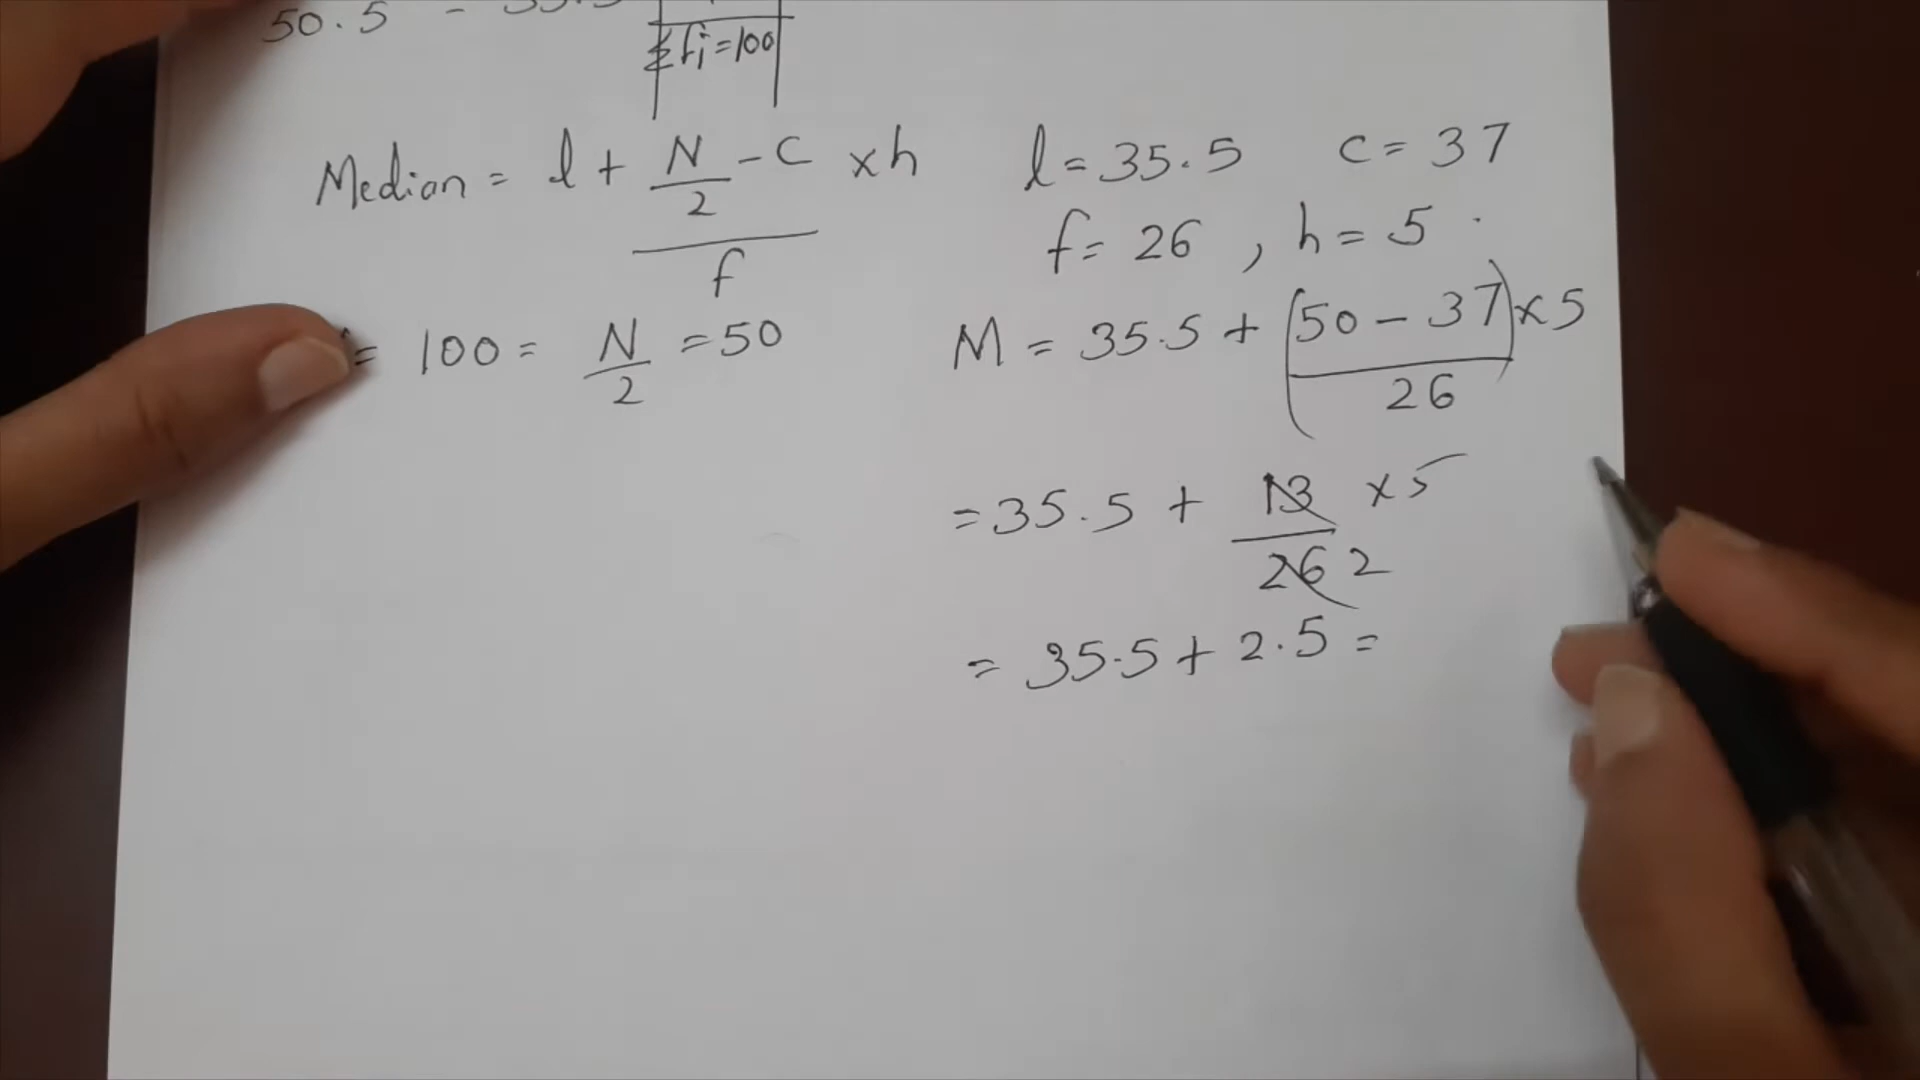 50.5 -
Σfi=100
Median = l + N/2 - C / f xh
= 100 = N/2 = 50
l = 35.5 C = 37
f = 26 , h = 5
M = 35.5 + (50 - 37 / 26) x 5
= 35.5 + 13/26 2 x 5
= 35.5 + 2.5 =